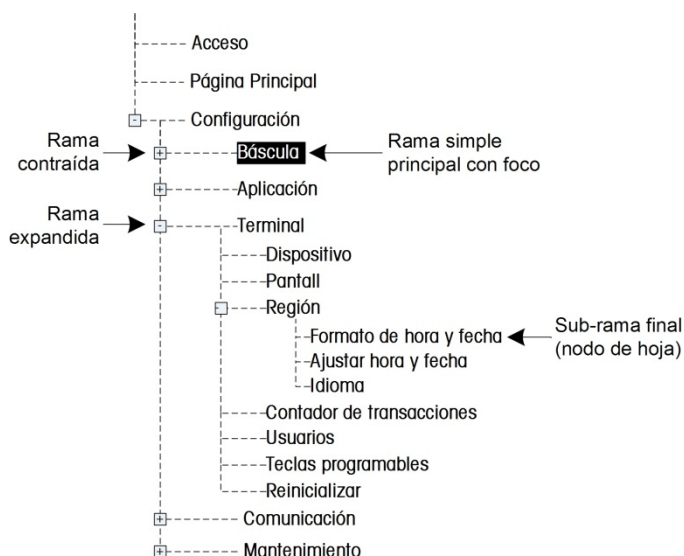 Acceso
Página Principal
Configuración
Rama
contraída
Báscula
Rama simple
principal con foco
Aplicación
Rama
expandida
Terminal
Dispositivo
Pantall
Región
Formato de hora y fecha
Sub-rama final
(nodo de hoja)
Ajustar hora y fecha
Idioma
Contador de transacciones
Usuarios
Teclas programables
Reinicializar
Comunicación
Mantenimiento